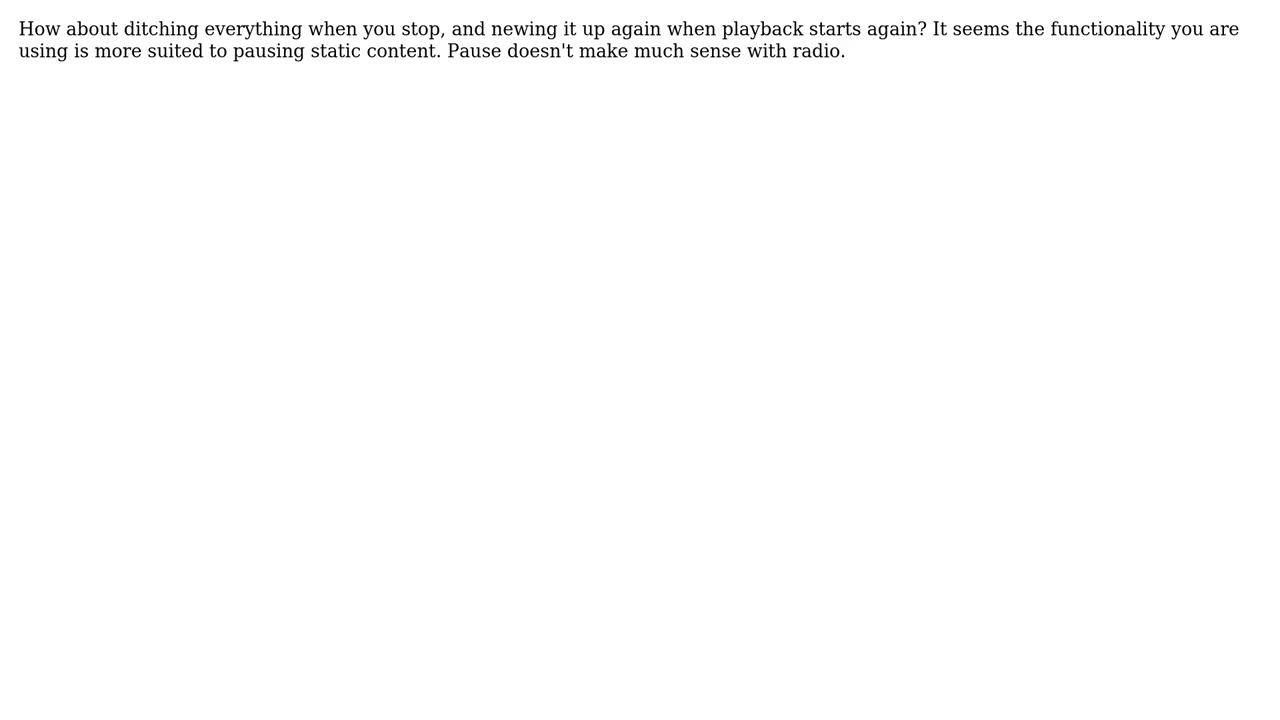 How about ditching everything when you stop, and newing it up again when playback starts again? It seems the functionality you are
using is more suited to pausing static content. Pause doesn't make much sense with radio.